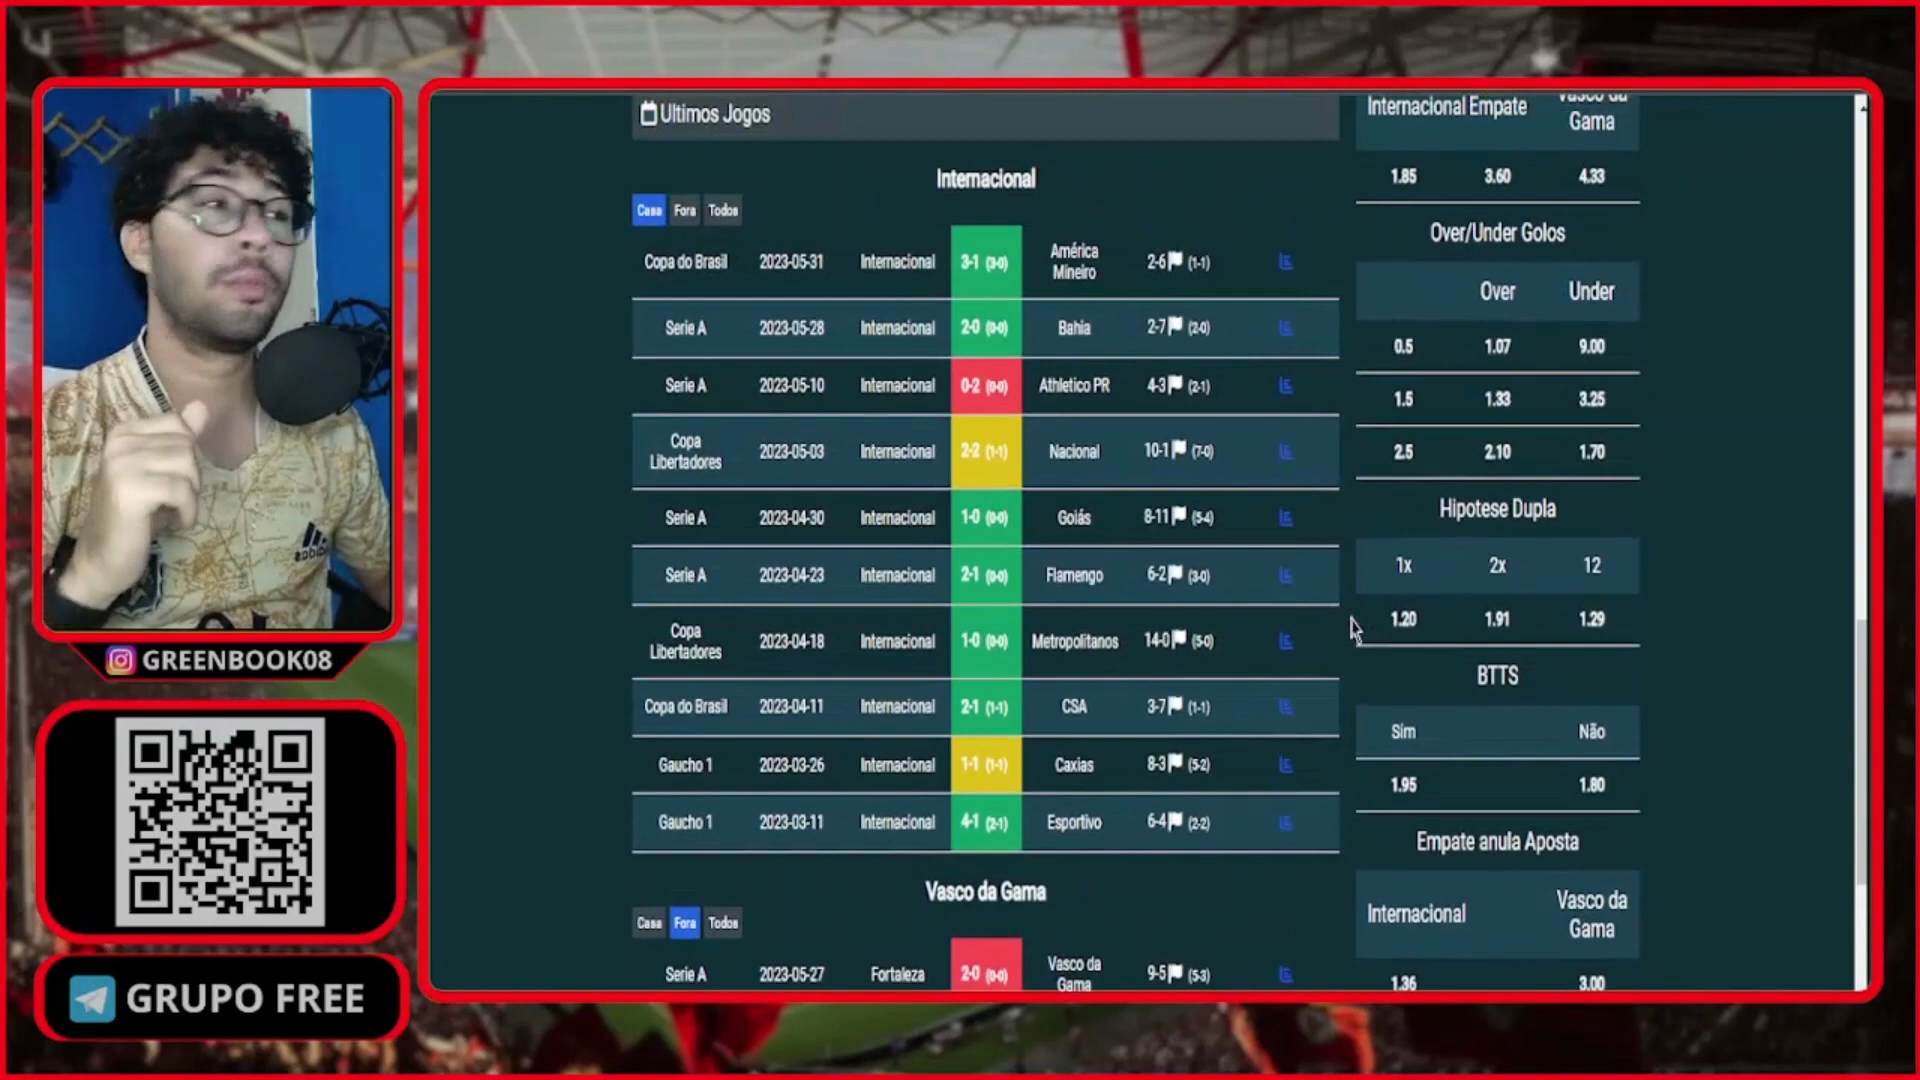 Ultimos Jogos
Internacional
Casa Fora Todos
Copa do Brasil 2023-05-31 Internacional 3-1 (3-0) América Mineiro 2-6 (1-1)
Serie A 2023-05-28 Internacional 2-0 (0-0) Bahia 2-7 (2-0)
Serie A 2023-05-10 Internacional 0-2 (0-0) Athletico PR 4-3 (2-1)
Copa Libertadores 2023-05-03 Internacional 2-2 (1-1) Nacional 10-1 (7-0)
Serie A 2023-04-30 Internacional 1-0 (0-0) Goiás 8-11 (5-4)
Serie A 2023-04-23 Internacional 2-1 (0-0) Flamengo 6-2 (3-0)
Copa Libertadores 2023-04-18 Internacional 1-0 (0-0) Metropolitanos 14-0 (5-0)
Copa do Brasil 2023-04-11 Internacional 2-1 (1-1) CSA 3-7 (1-1)
Gaucho 1 2023-03-26 Internacional 1-1 (1-1) Caxias 8-3 (5-2)
Gaucho 1 2023-03-11 Internacional 4-1 (2-1) Esportivo 6-4 (2-2)
Vasco da Gama
Casa Fora Todos
Serie A 2023-05-27 Fortaleza 2-0 (0-0) Vasco da Gama 9-5 (5-3)
Internacional Empate Vasco da Gama
1.85 3.60 4.33
Over/Under Golos
Over Under
0.5 1.07 9.00
1.5 1.33 3.25
2.5 2.10 1.70
Hipotese Dupla
1x 2x 12
1.20 1.91 1.29
BTTS
Sim Não
1.95 1.80
Empate anula Aposta
Internacional Vasco da Gama
1.36 3.00
adidas
GREENBOOK08
GRUPO FREE